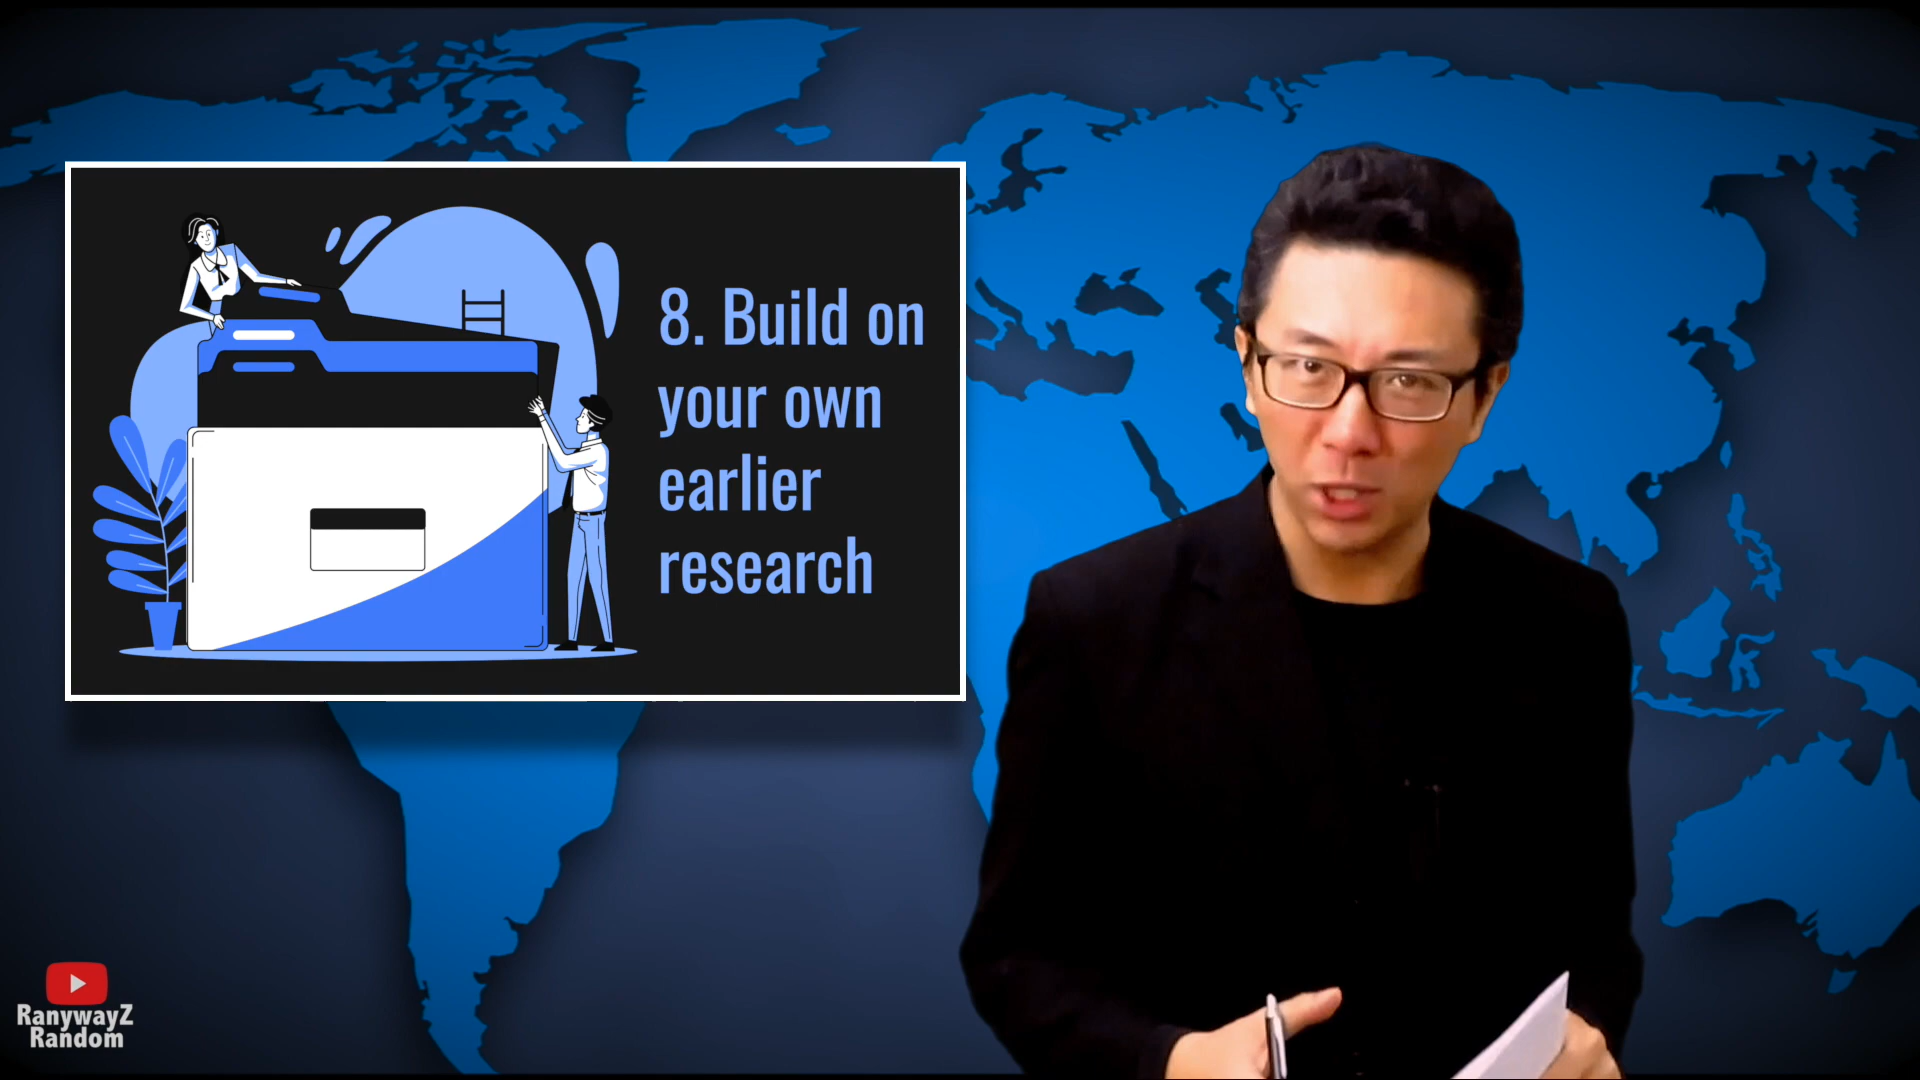 8. Build on
your own
earlier
research
RanywayZ
Random